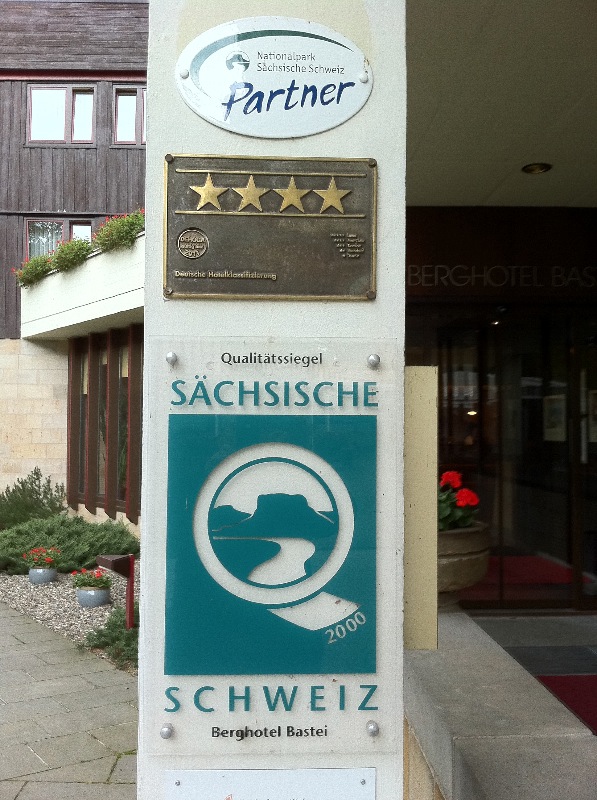 Nationalpark
Sächsische Schweiz
Partner
Deutsche Hotelklassifizierung
BERGHOTEL BAS
Qualitätssiegel
SÄCHSISCHE
2000
SCHWEIZ
Berghotel Bastei